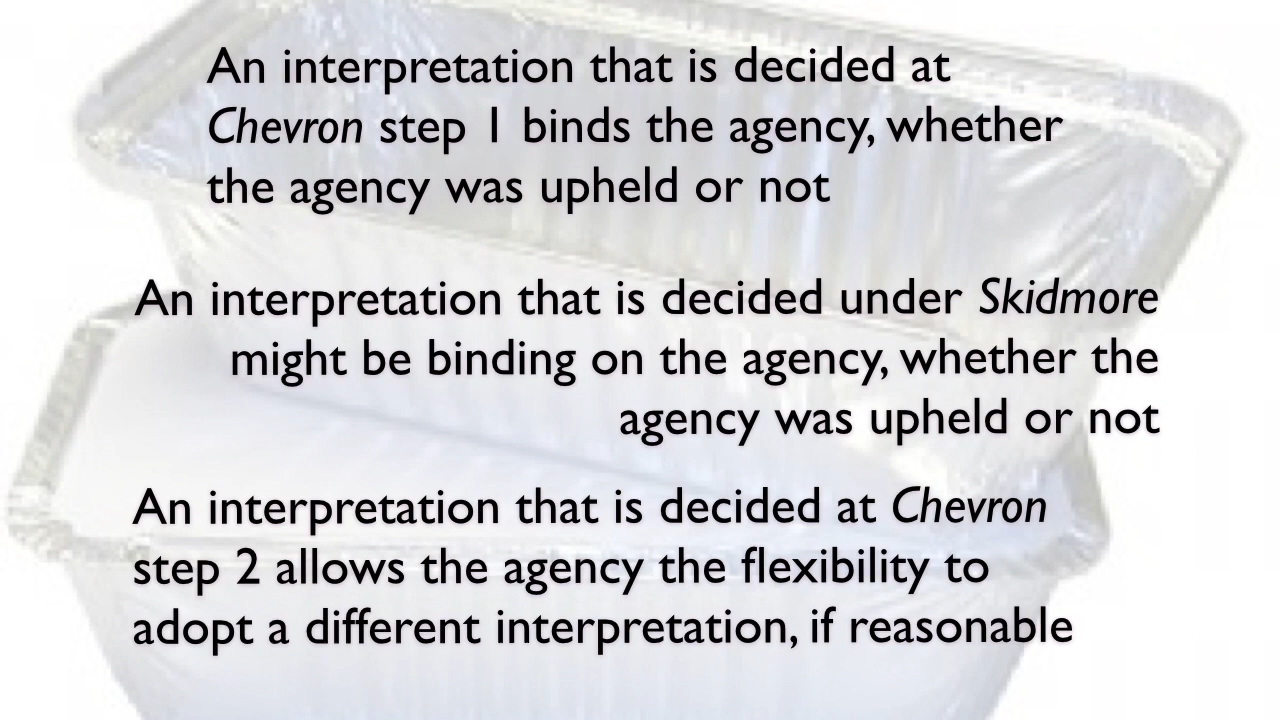 An interpretation that is decided at
Chevron step 1 binds the agency, whether
the agency was upheld or not
An interpretation that is decided under Skidmore
might be binding on the agency, whether the
agency was upheld or not
An interpretation that is decided at Chevron
step 2 allows the agency the flexibility to
adopt a different interpretation, if reasonable